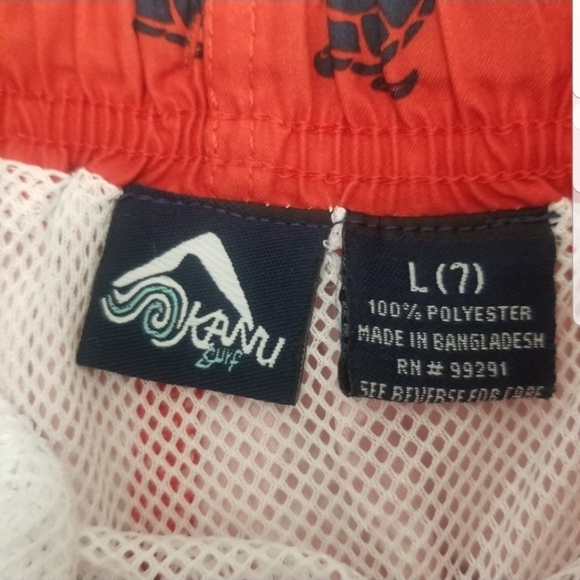 KANU
Surf
L (7)
100% POLYESTER
MADE IN BANGLADESH
RN # 99291
SEE REVERSE FOR CARE